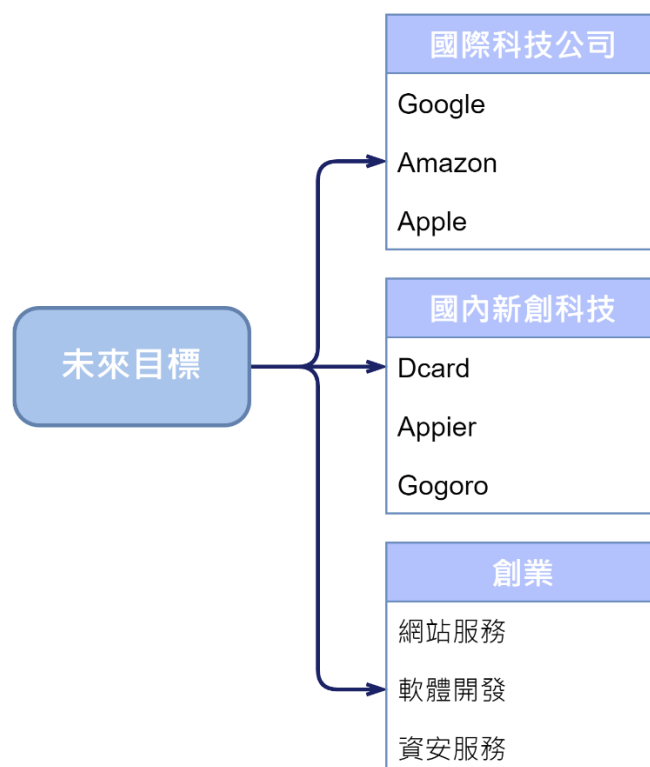 國際科技公司
Google
Amazon
Apple
未來目標
國內新創科技
Dcard
Appier
Gogoro
創業
網站服務
軟體開發
資安服務